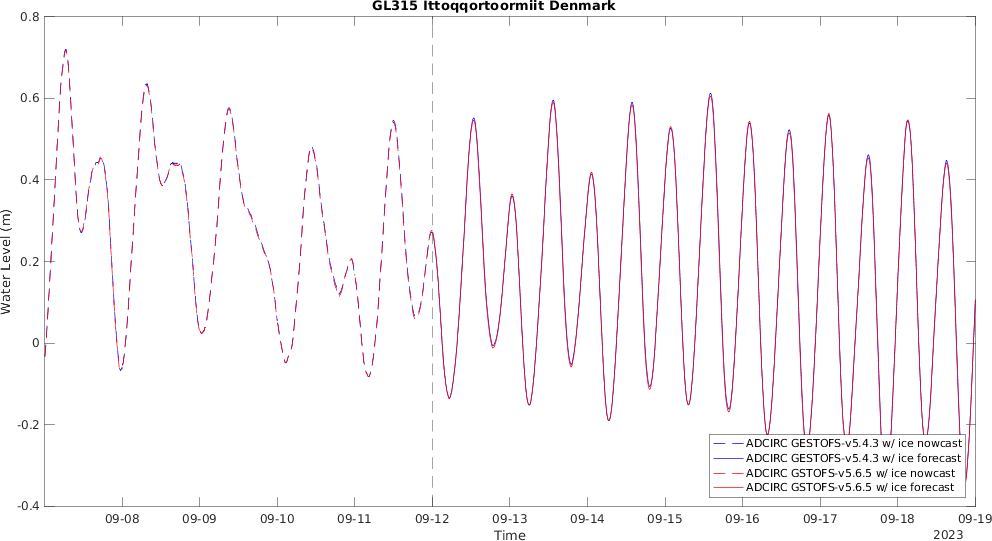 GL315 Ittoqqortoormiit Denmark
0.8
0.6
0.4
0.2
0
-0.2
-0.4
Water Level (m)
09-08 09-09 09-10 09-11 09-12 09-13 09-14 09-15 09-16 09-17 09-18 09-19
Time
2023
ADCIRC GESTOFS-v5.4.3 w/ ice nowcast
ADCIRC GESTOFS-v5.4.3 w/ ice forecast
ADCIRC GSTOFS-v5.6.5 w/ ice nowcast
ADCIRC GSTOFS-v5.6.5 w/ ice forecast